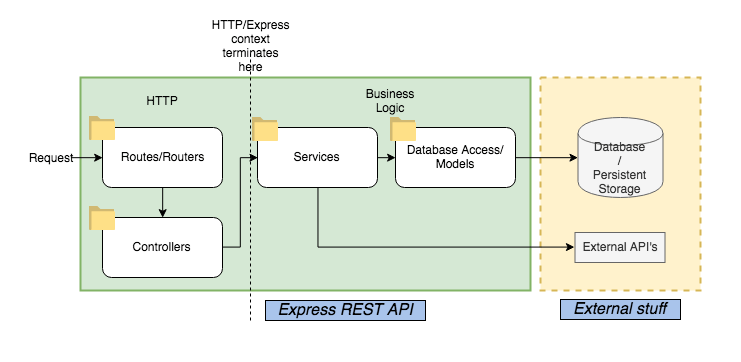 HTTP/Express
context
terminates
here
HTTP
Business
Logic
Request
Routes/Routers
Services
Database Access/
Models
Database
/
Persistent
Storage
Controllers
External API's
Express REST API
External stuff